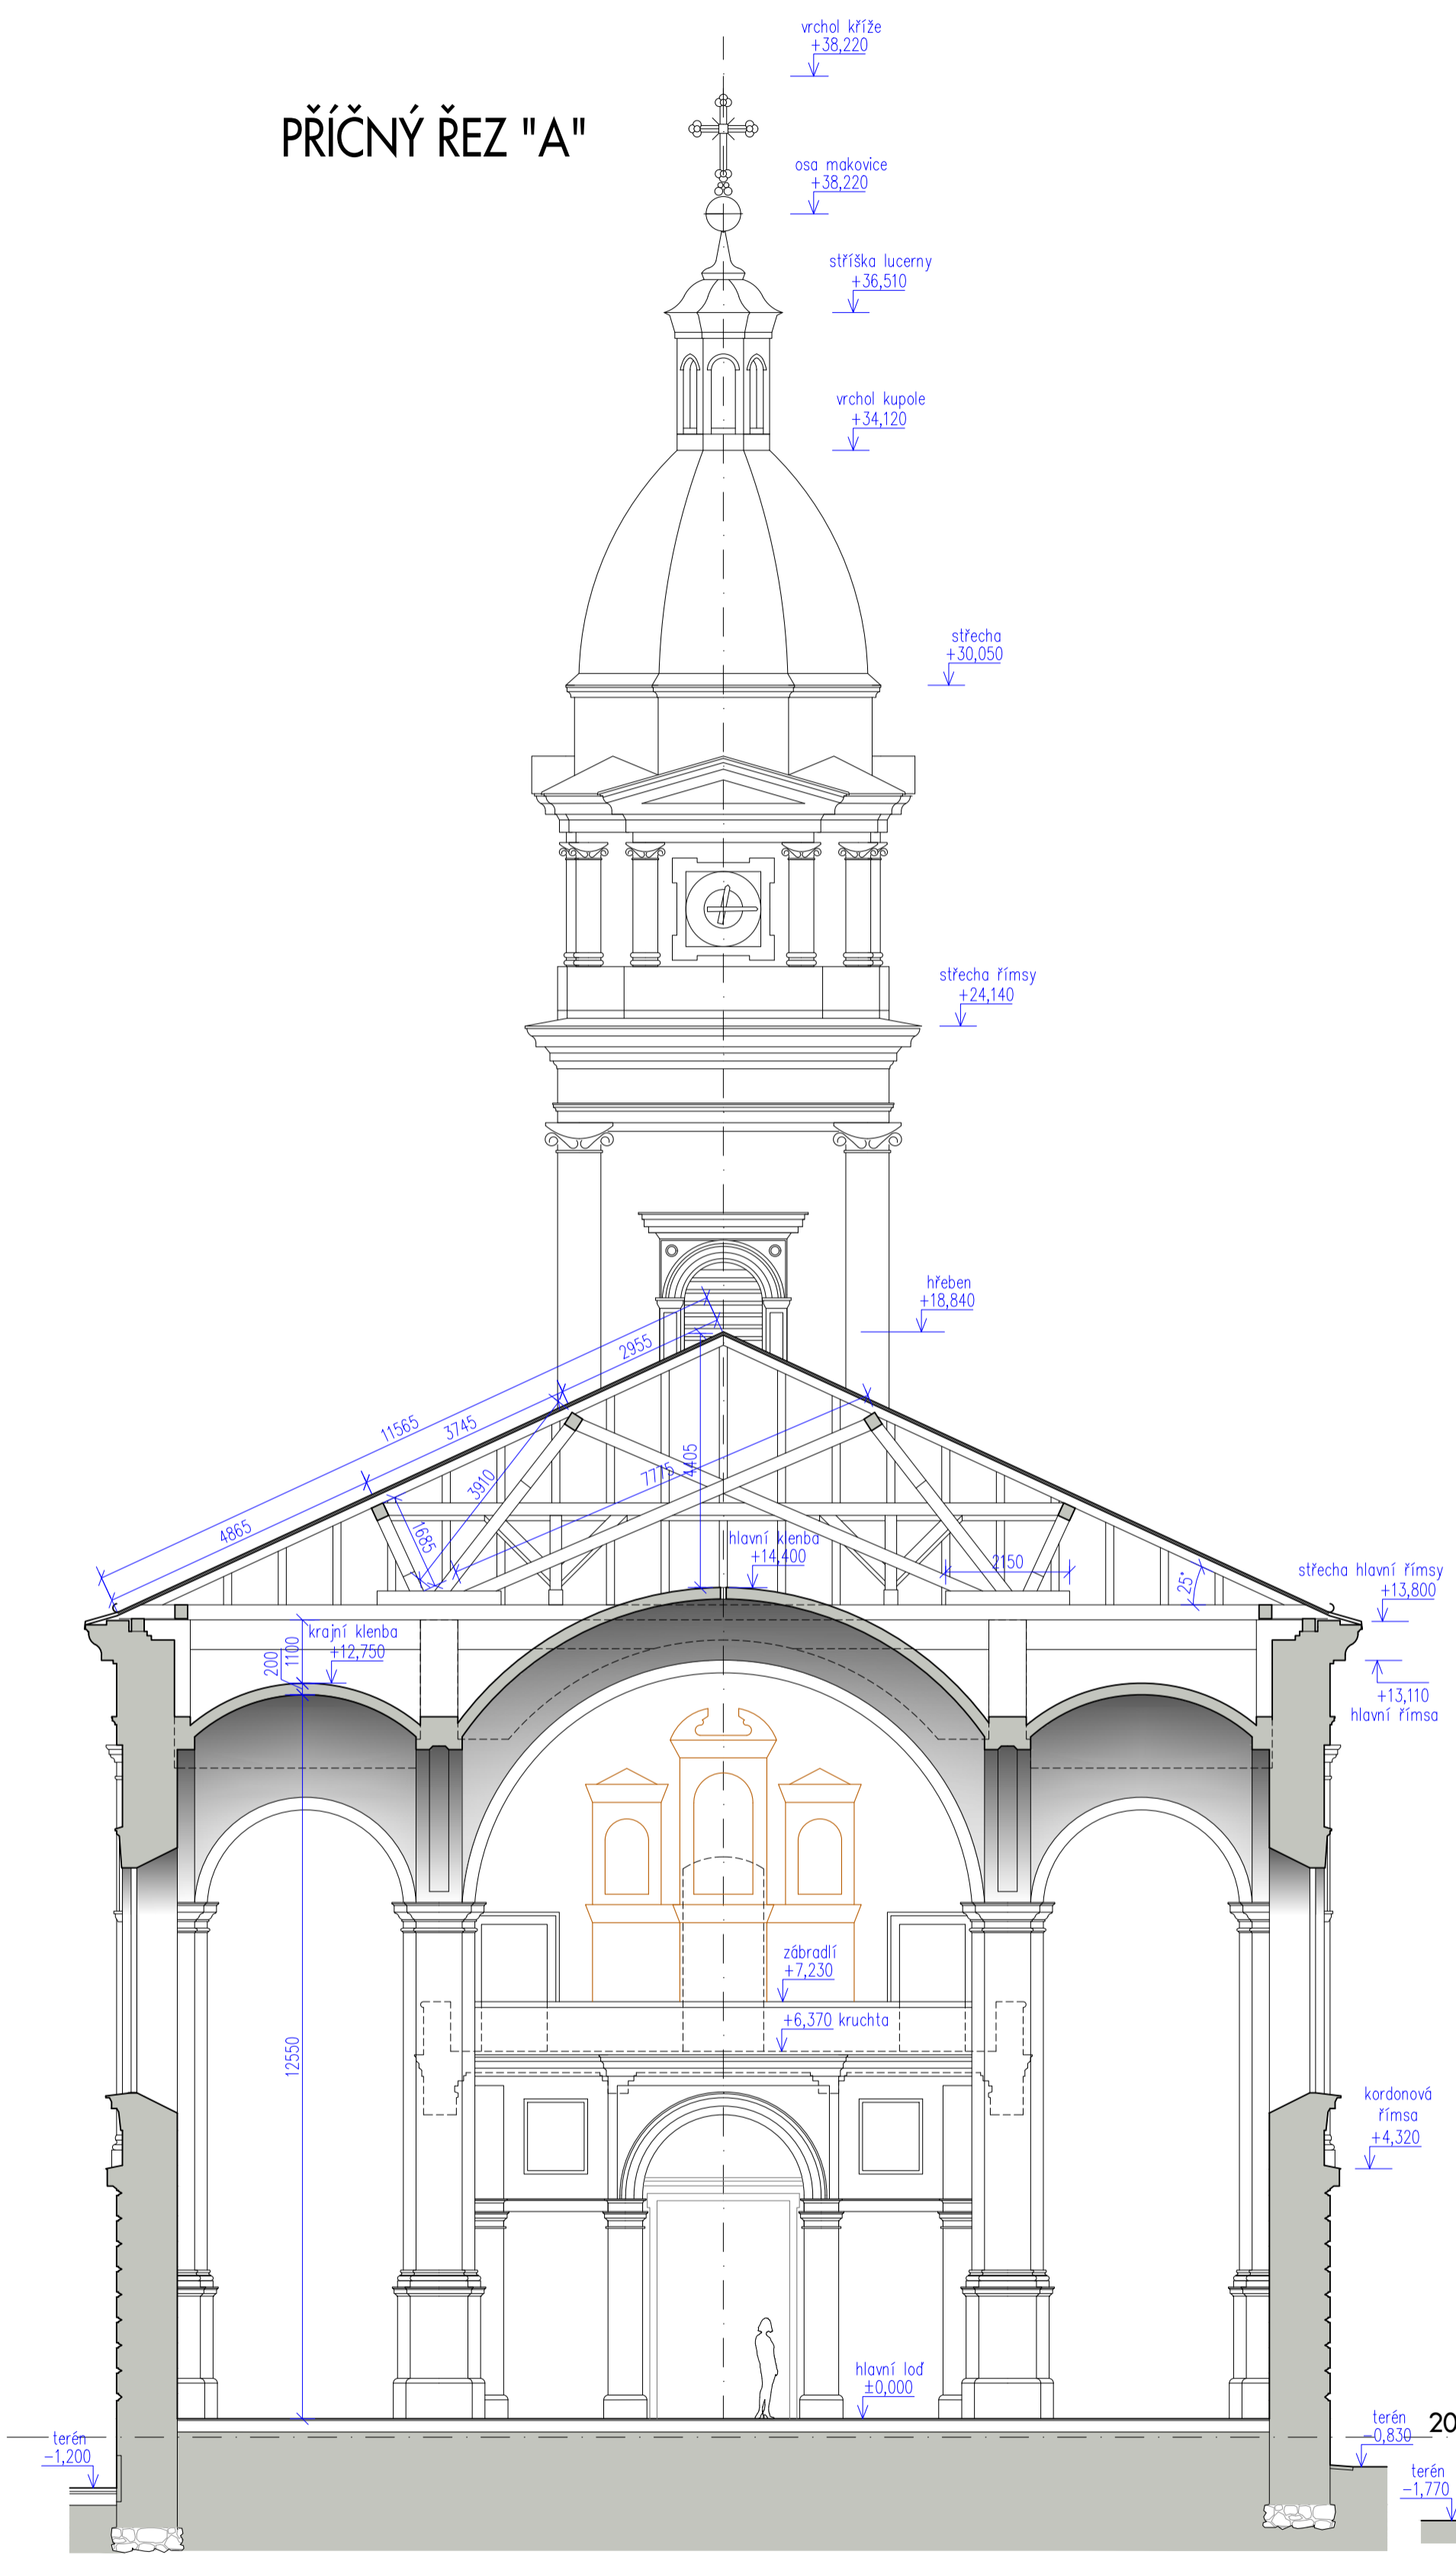 vrchol kříže
+38,220
PŘÍČNÝ ŘEZ "A"
osa makovice
+38,220
stříška lucerny
+36,510
vrchol kupole
+34,120
střecha
+30,050
střecha římsy
+24,140
hřeben
+18,840
2955
11565
3745
4405
7775
3910
4865
1685
hlavní klenba
+14,400
2150
25°
střecha hlavní římsy
+13,800
krajní klenba
+12,750
200
1100
+13,110
hlavní římsa
zábradlí
+7,230
+6,370 kruchta
12550
kordonová
římsa
+4,320
hlavní loď
±0,000
terén
-1,200
terén
-0,830
20
terén
-1,770